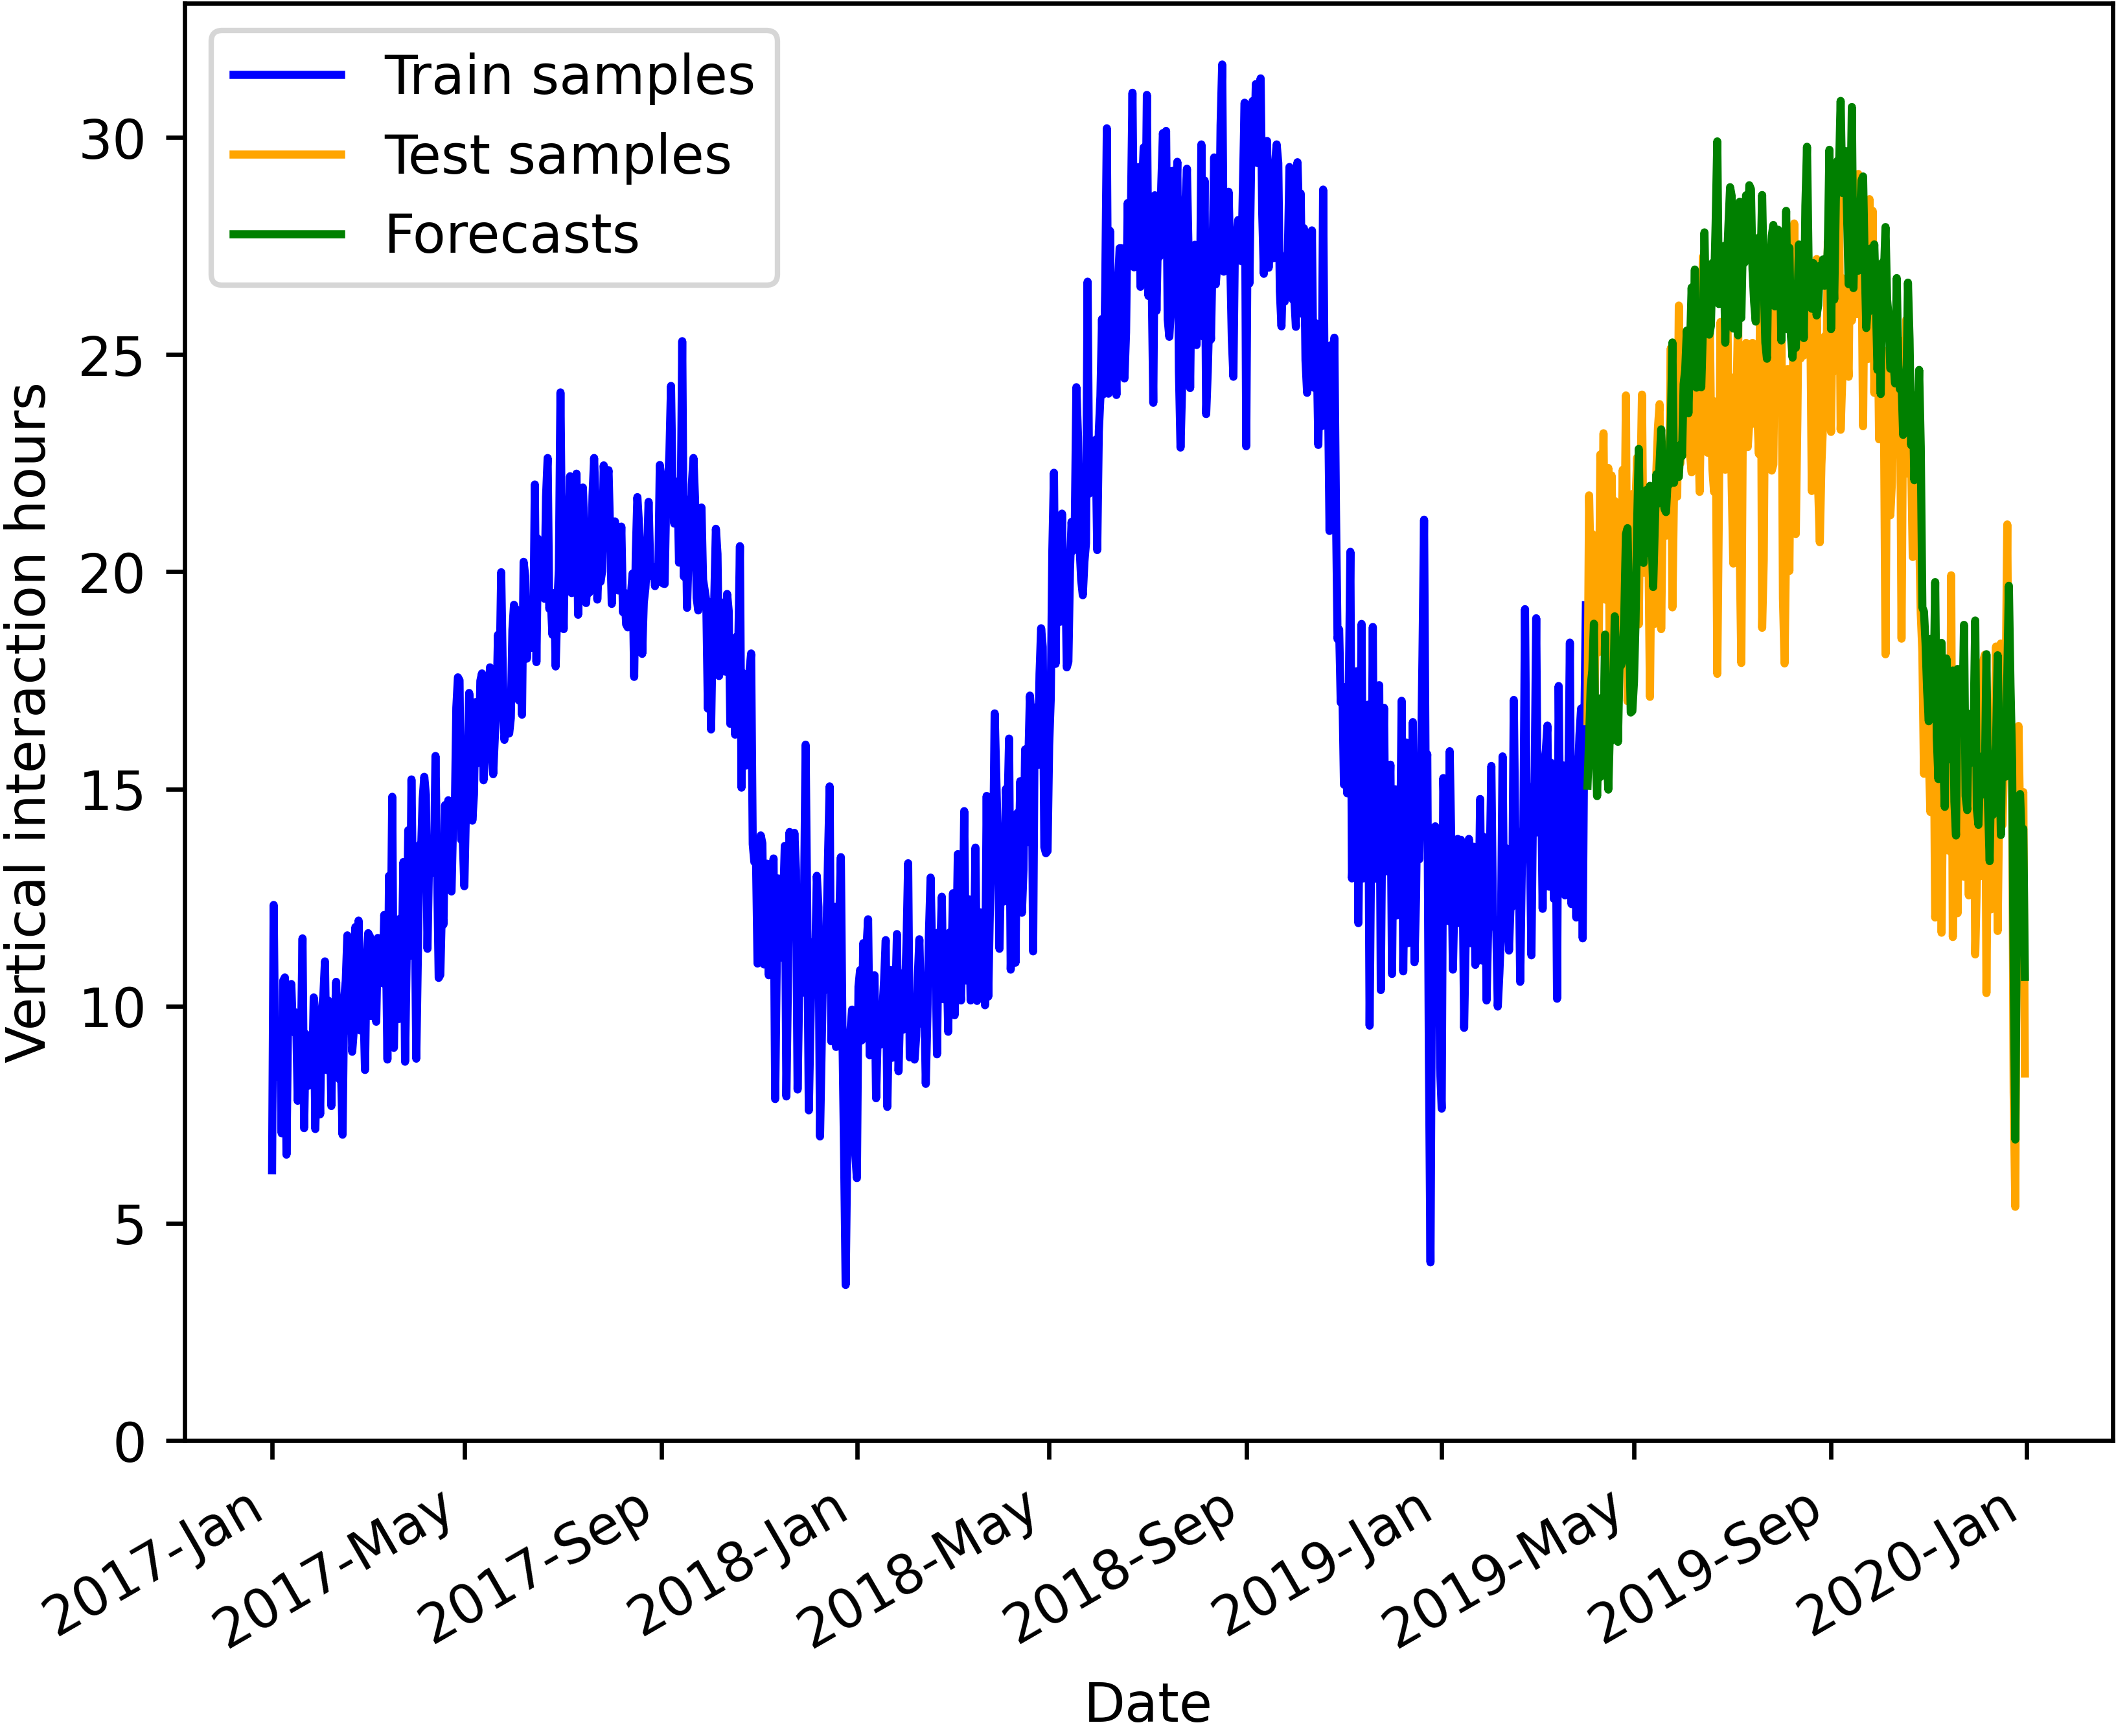 Train samples
Test samples
Forecasts
Vertical interaction hours
30
25
20
15
10
5
0
2017-Jan
2017-May
2017-Sep
2018-Jan
2018-May
2018-Sep
2019-Jan
2019-May
2019-Sep
2020-Jan
Date